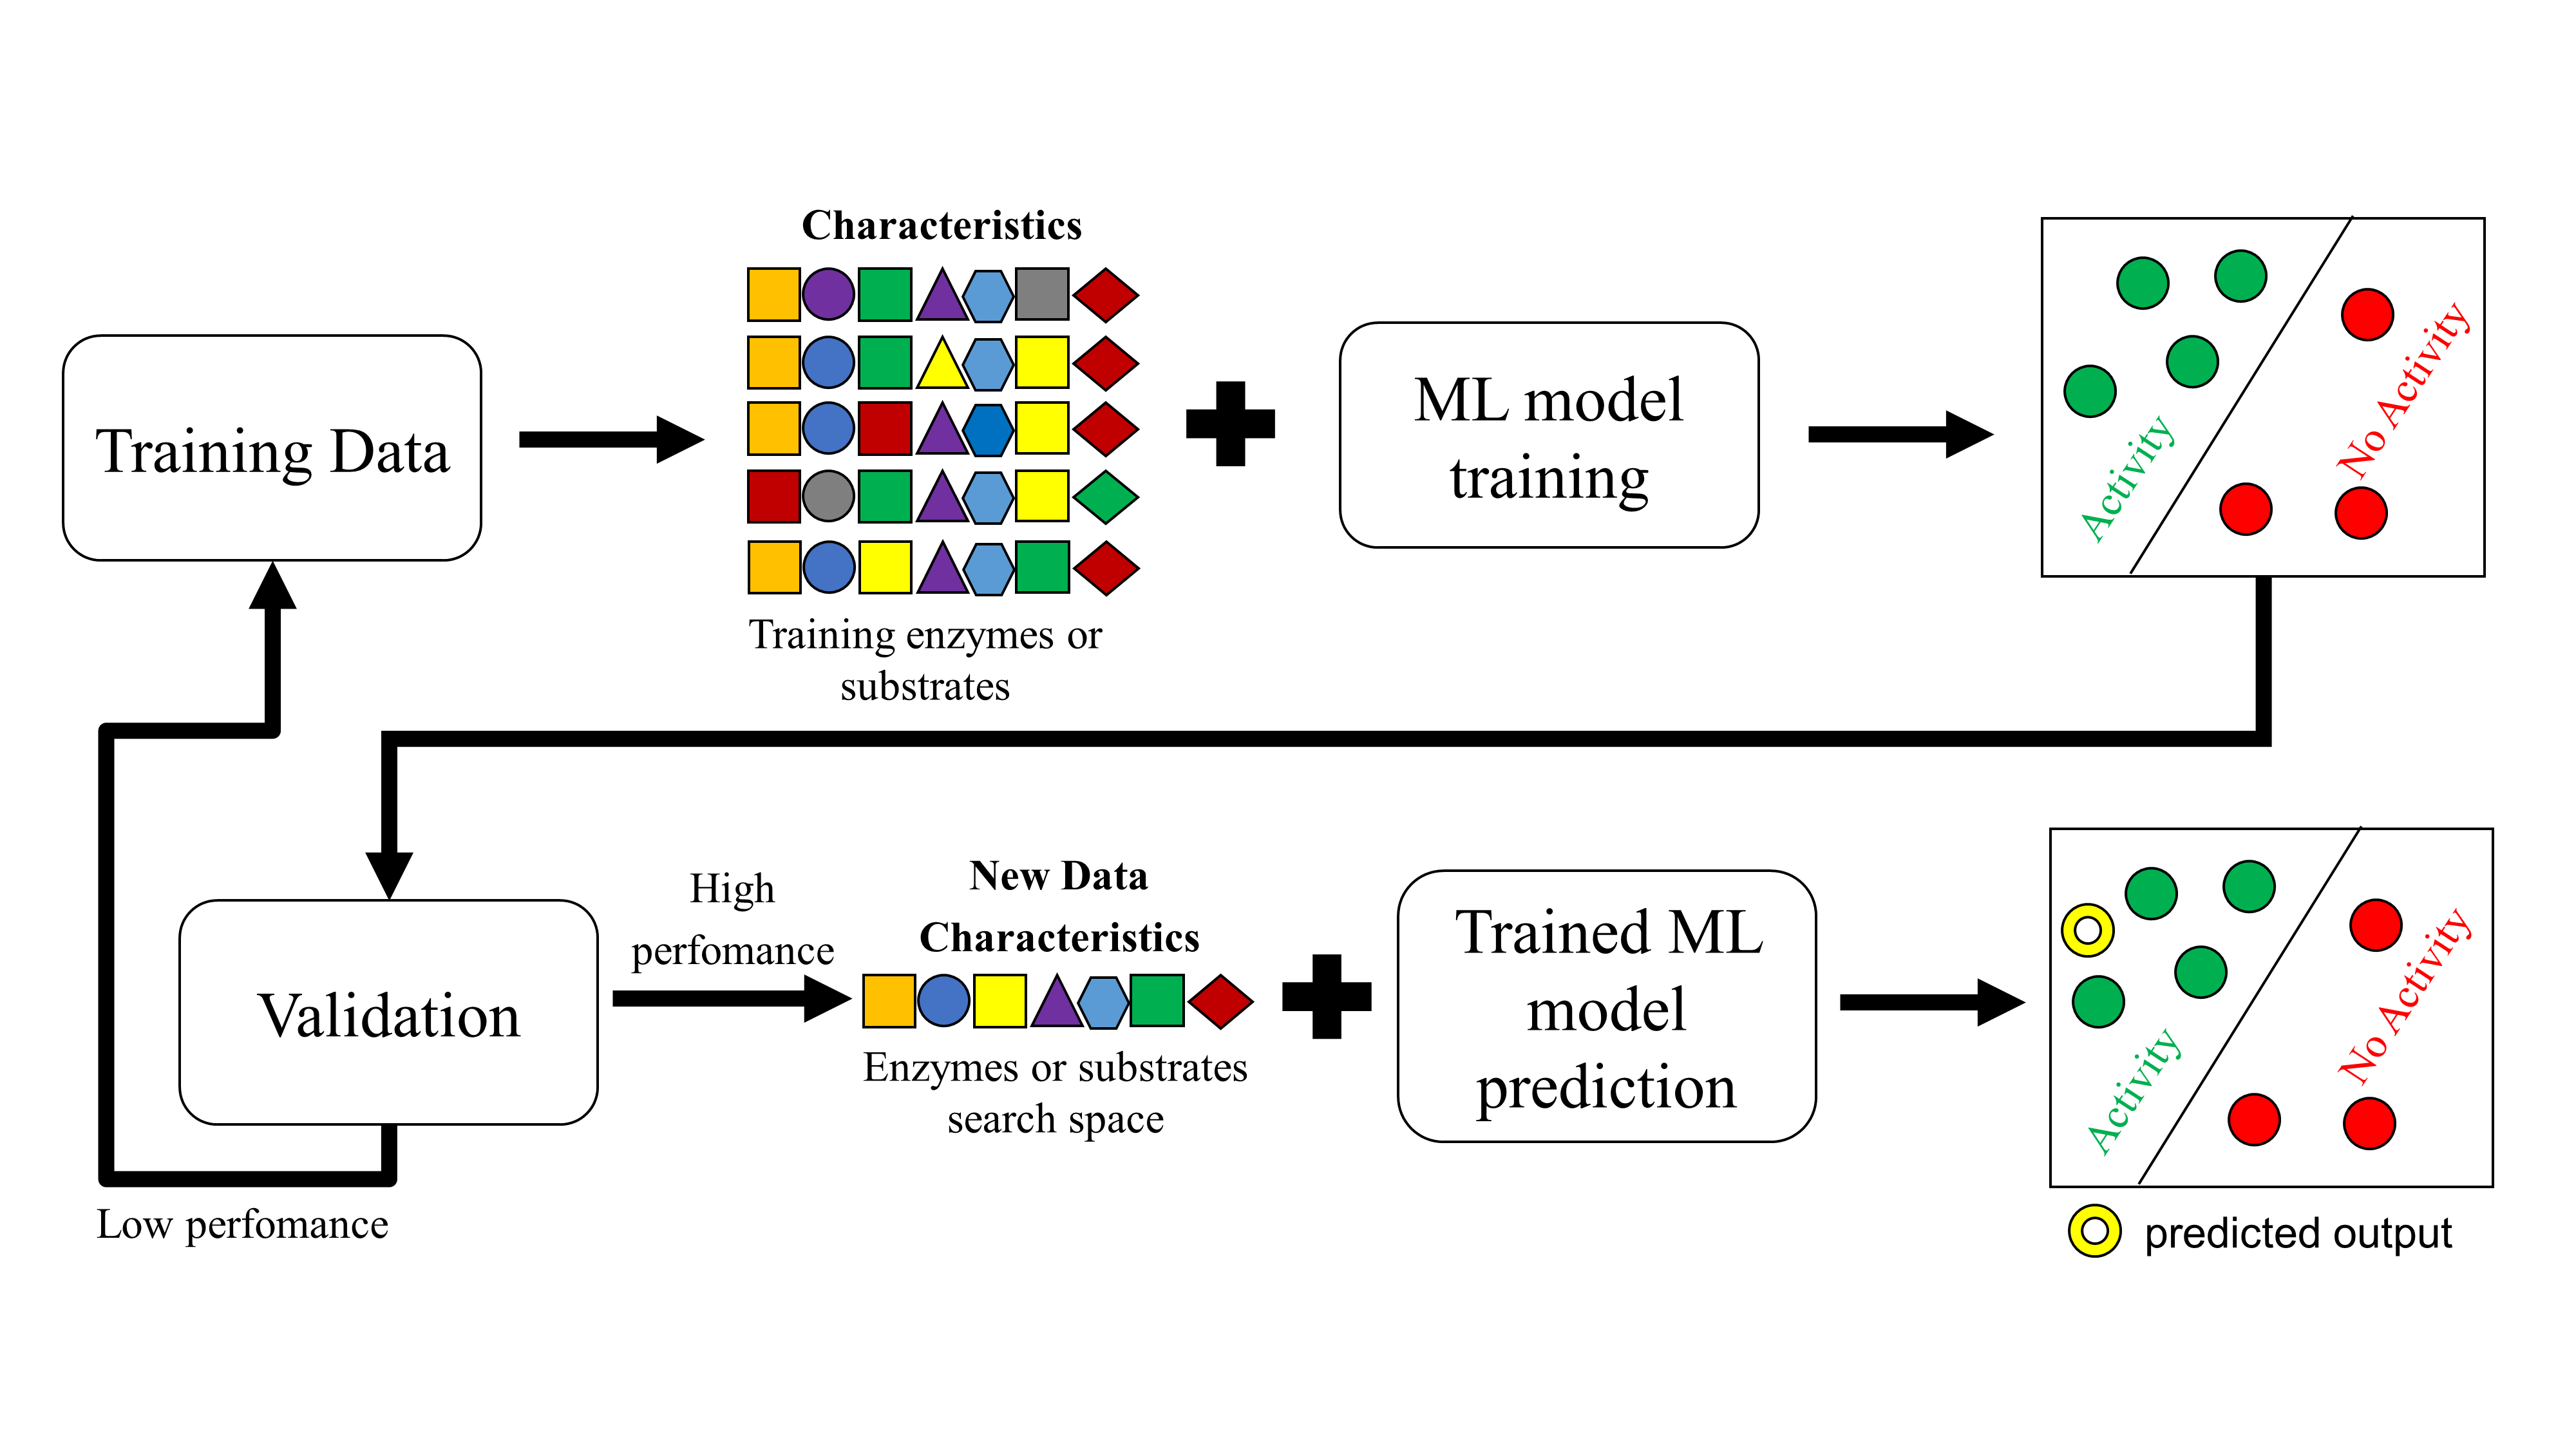 Characteristics
Training Data
ML model
training
Activity
No Activity
Training enzymes or
substrates
High
perfomance
New Data
Characteristics
Validation
Enzymes or substrates
search space
Trained ML
model
prediction
Activity
No Activity
Low perfomance
predicted output